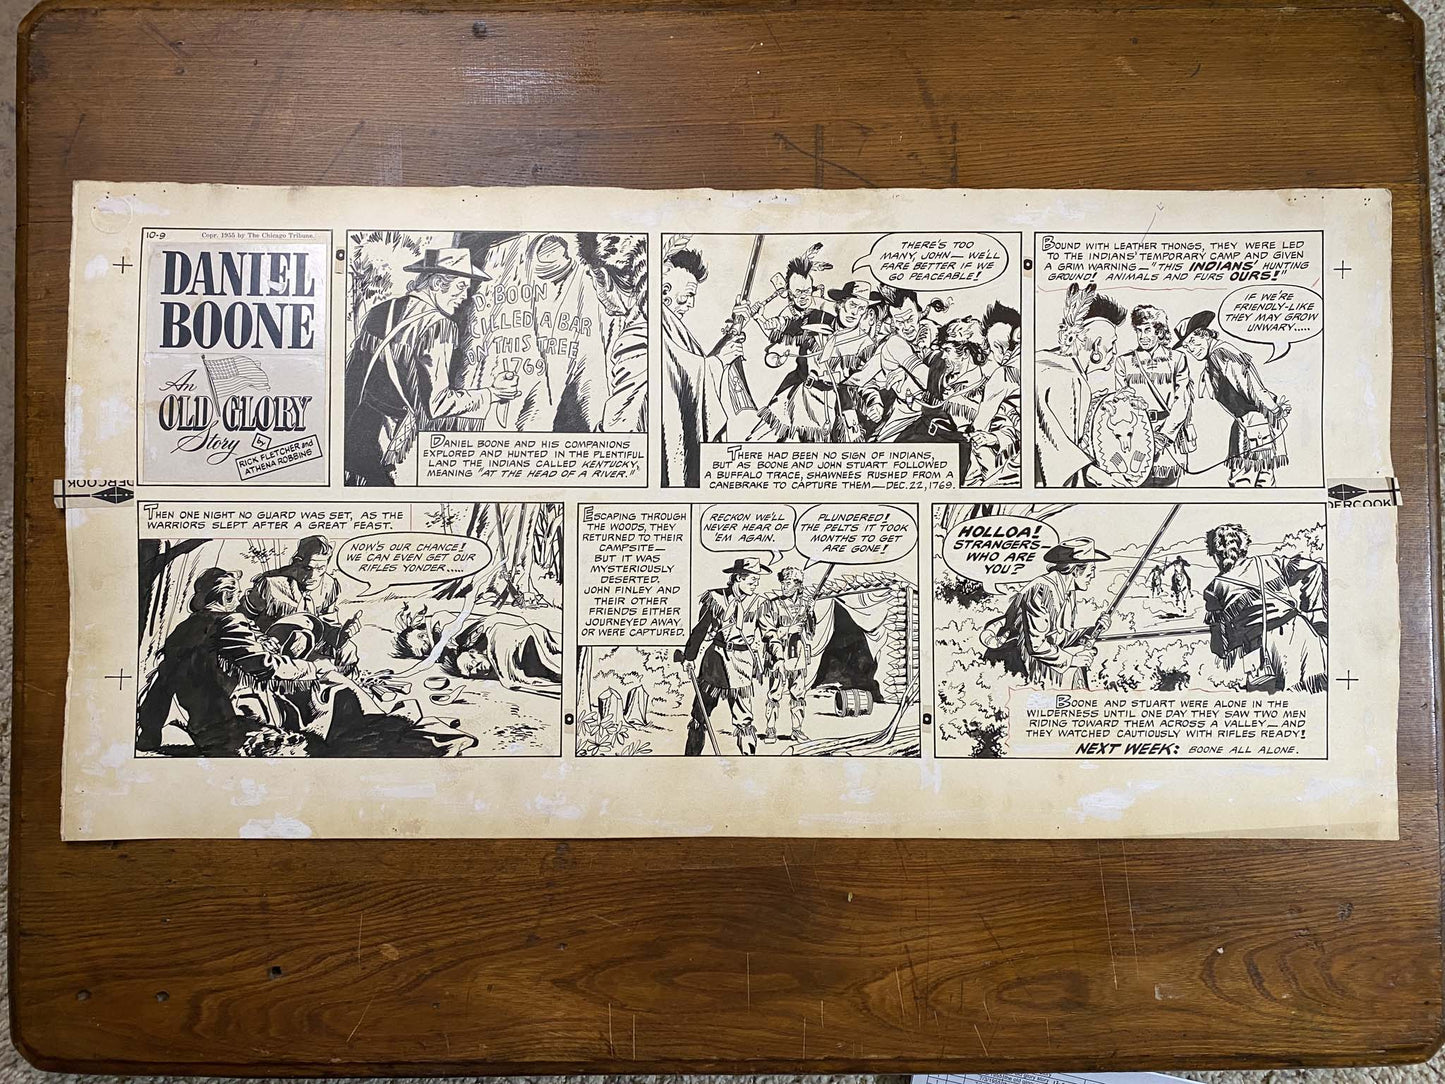 10-9
Copr. 1955 by The Chicago Tribune.
DANIEL
BOONE
An
OLD GLORY
Story by
RICK FLETCHER and
ATHENA ROBBINS
D. BOON
CILLED A BAR
ON THIS TREE
1769
DANIEL BOONE AND HIS COMPANIONS
EXPLORED AND HUNTED IN THE PLENTIFUL
LAND THE INDIANS CALLED KENTUCKY,
MEANING "AT THE HEAD OF A RIVER."
THERE'S TOO
MANY, JOHN — WE'LL
FARE BETTER IF WE
GO PEACEABLE!
THERE HAD BEEN NO SIGN OF INDIANS,
BUT AS BOONE AND JOHN STUART FOLLOWED
A BUFFALO TRACE, SHAWNEES RUSHED FROM A
CANEBRAKE TO CAPTURE THEM — DEC. 22, 1769.
BOUND WITH LEATHER THONGS, THEY WERE LED
TO THE INDIANS' TEMPORARY CAMP AND GIVEN
A GRIM WARNING — "THIS INDIANS' HUNTING
GROUND! ANIMALS AND FURS OURS!"
IF WE'RE
FRIENDLY-LIKE
THEY MAY GROW
UNWARY.....
THEN ONE NIGHT NO GUARD WAS SET, AS THE
WARRIORS SLEPT AFTER A GREAT FEAST.
NOW'S OUR CHANCE!
WE CAN EVEN GET OUR
RIFLES YONDER.....
ESCAPING THROUGH
THE WOODS, THEY
RETURNED TO THEIR
CAMPSITE —
BUT IT WAS
MYSTERIOUSLY
DESERTED.
JOHN FINLEY AND
THEIR OTHER
FRIENDS EITHER
JOURNEYED AWAY
OR WERE CAPTURED.
RECKON WE'LL
NEVER HEAR OF
'EM AGAIN.
PLUNDERED!
THE PELTS IT TOOK
MONTHS TO GET
ARE GONE!
HOLLOA!
STRANGERS —
WHO ARE
YOU?
BOONE AND STUART WERE ALONE IN THE
WILDERNESS UNTIL ONE DAY THEY SAW TWO MEN
RIDING TOWARD THEM ACROSS A VALLEY — AND
THEY WATCHED CAUTIOUSLY WITH RIFLES READY!
NEXT WEEK: BOONE ALL ALONE.